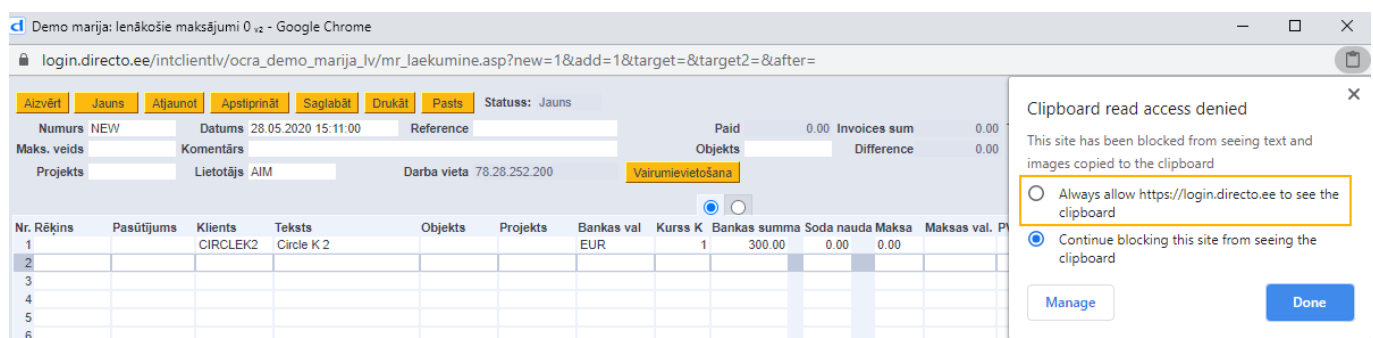 Demo marija: Ienākošie maksājumi 0 v2 - Google Chrome
login.directo.ee/intclientlv/ocra_demo_marija_lv/mr_laekumine.asp?new=1&add=1&target=&target2=&after=
Aizvērt Jauns Atjaunot Apstiprināt Saglabāt Drukāt Pasts Statuss: Jauns
Numurs NEW Datums 28.05.2020 15:11:00 Reference Paid 0.00 Invoices sum 0.00
Maks. veids Komentārs Objekts Difference 0.00
Projekts Lietotājs AIM Darba vieta 78.28.252.200 Vairumievietošana
Nr. Rēķins Pasūtījums Klients Teksts Objekts Projekts Bankas val Kurss K Bankas summa Soda nauda Maksa Maksas val. PV
1 CIRCLEK2 Circle K 2 EUR 1 300.00 0.00 0.00
2
3
4
5
6
Clipboard read access denied
This site has been blocked from seeing text and
images copied to the clipboard
Always allow https://login.directo.ee to see the
clipboard
Continue blocking this site from seeing the
clipboard
Manage Done